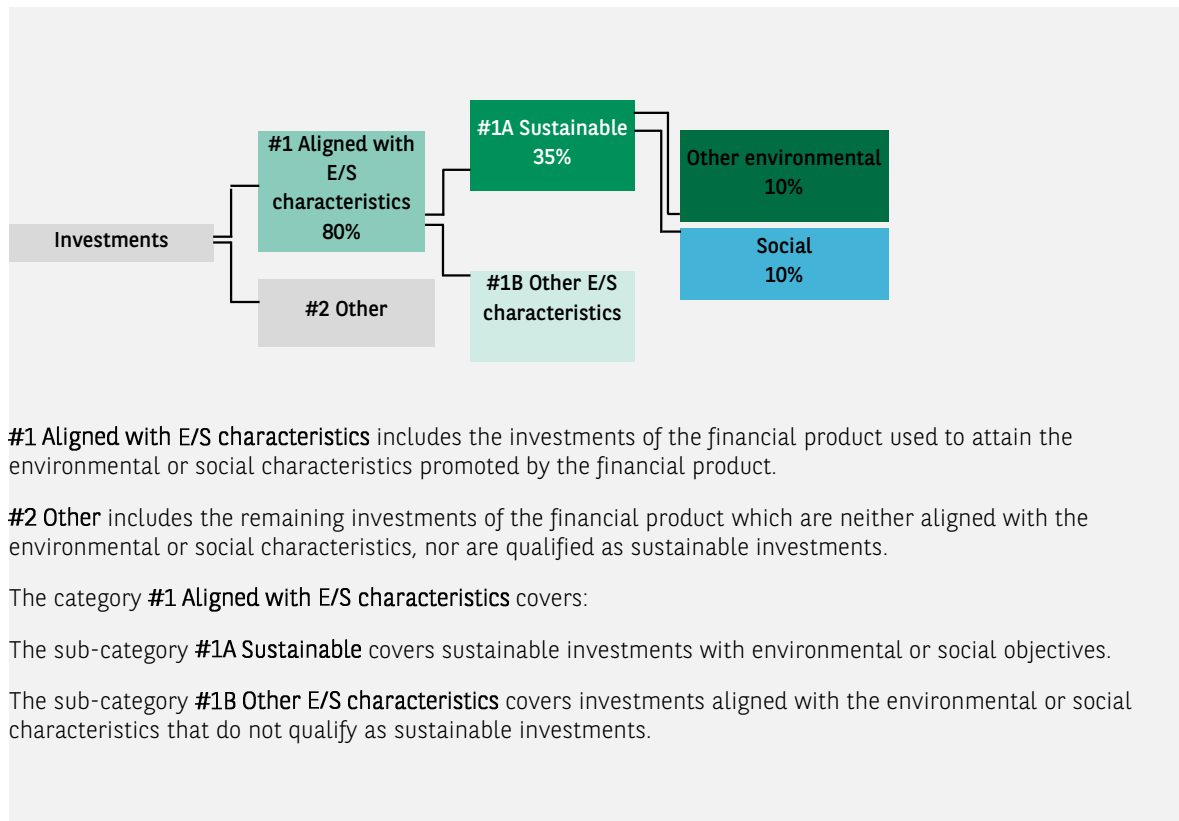 Investments
#1 Aligned with
E/S
characteristics
80%
#2 Other
#1A Sustainable
35%
#1B Other E/S
characteristics
Other environmental
10%
Social
10%
#1 Aligned with E/S characteristics includes the investments of the financial product used to attain the
environmental or social characteristics promoted by the financial product.
#2 Other includes the remaining investments of the financial product which are neither aligned with the
environmental or social characteristics, nor are qualified as sustainable investments.
The category #1 Aligned with E/S characteristics covers:
The sub-category #1A Sustainable covers sustainable investments with environmental or social objectives.
The sub-category #1B Other E/S characteristics covers investments aligned with the environmental or social
characteristics that do not qualify as sustainable investments.